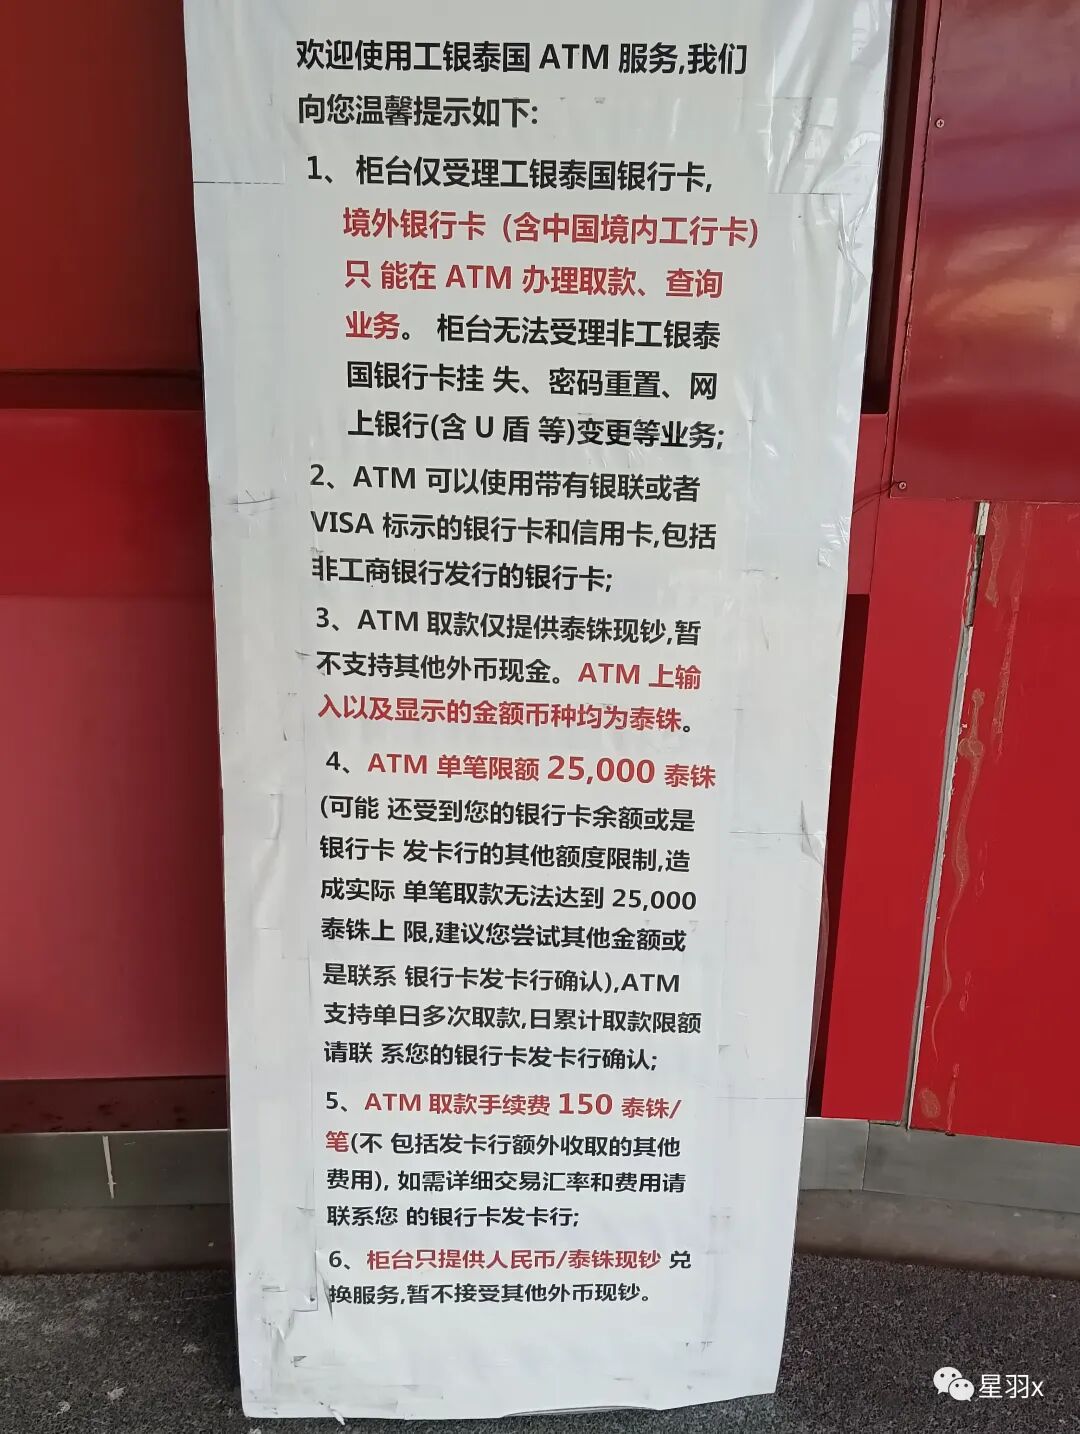 欢迎使用工银泰国 ATM 服务,我们
向您温馨提示如下:
1、柜台仅受理工银泰国银行卡,
境外银行卡 (含中国境内工行卡)
只 能在 ATM 办理取款、查询
业务。 柜台无法受理非工银泰
国银行卡挂 失、密码重置、网
上银行(含 U 盾 等)变更等业务;
2、ATM 可以使用带有银联或者
VISA 标示的银行卡和信用卡,包括
非工商银行发行的银行卡;
3、ATM 取款仅提供泰铢现钞,暂
不支持其他外币现金。ATM 上输
入以及显示的金额币种均为泰铢。
4、ATM 单笔限额 25,000 泰铢
(可能 还受到您的银行卡余额或是
银行卡 发卡行的其他额度限制,造
成实际 单笔取款无法达到 25,000
泰铢上 限,建议您尝试其他金额或
是联系 银行卡发卡行确认),ATM
支持单日多次取款,日累计取款限额
请联 系您的银行卡发卡行确认;
5、ATM 取款手续费 150 泰铢/
笔(不 包括发卡行额外收取的其他
费用), 如需详细交易汇率和费用请
联系您 的银行卡发卡行;
6、柜台只提供人民币/泰铢现钞 兑
换服务,暂不接受其他外币现钞。
星羽x